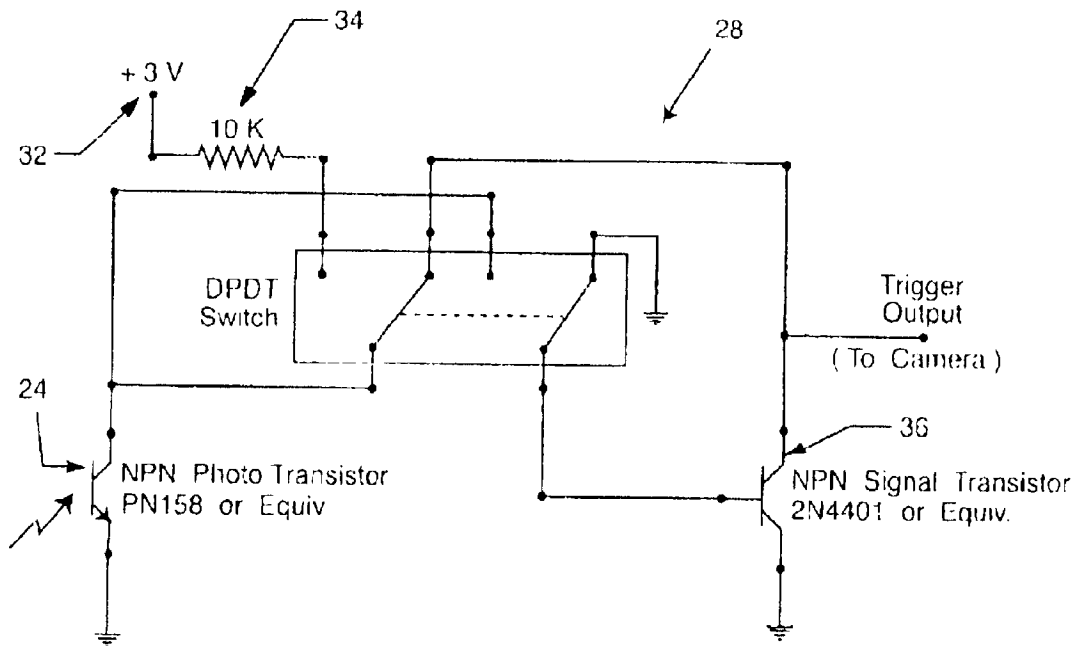 34
28
+ 3 V
10 K
32
DPDT
Switch
Trigger
Output
( To Camera )
24
36
NPN Photo Transistor
PN158 or Equiv
NPN Signal Transistor
2N4401 or Equiv.